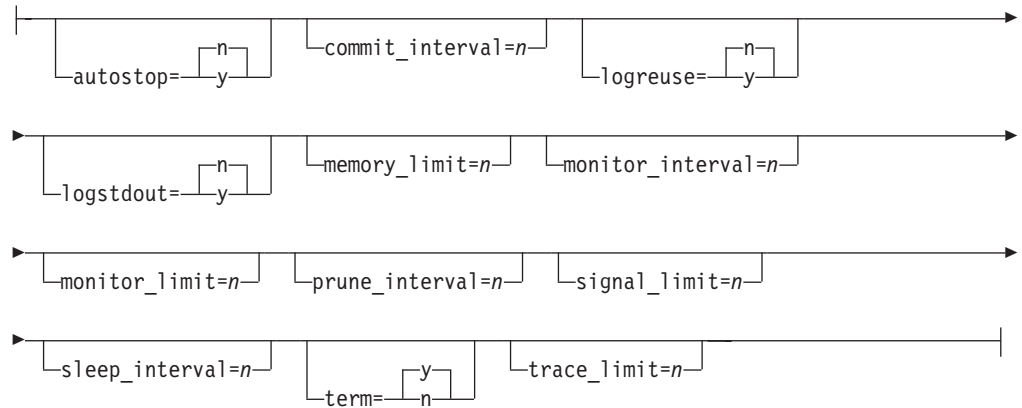 autostop= n y commit_interval=n logreuse= n y
logstdout= n y memory_limit=n monitor_interval=n
monitor_limit=n prune_interval=n signal_limit=n
sleep_interval=n term= y n trace_limit=n